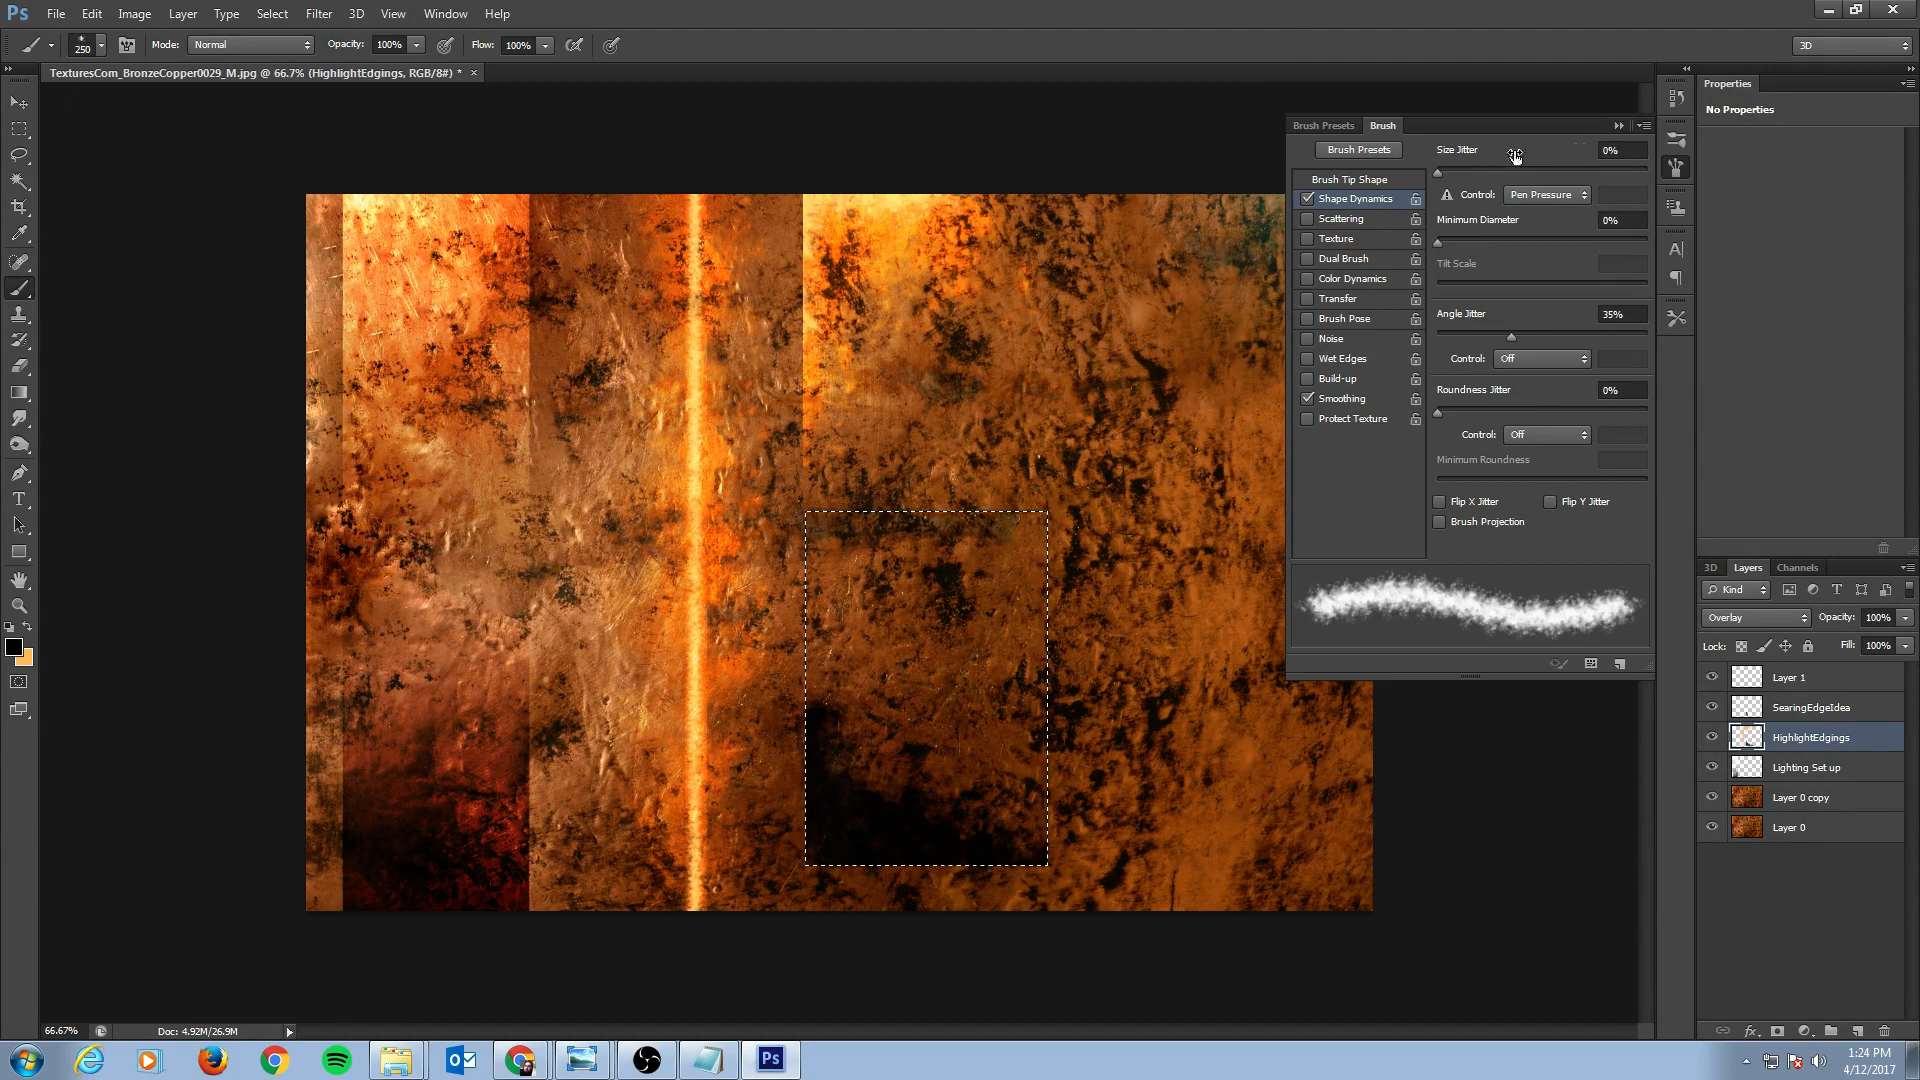 Ps File Edit Image Layer Type Select Filter 3D View Window Help
250 Mode: Normal Opacity: 100% Flow: 100% 3D
TexturesCom_BronzeCopper0029_M.jpg @ 66.7% (HighlightEdgings, RGB/8#) *
Properties
No Properties
Brush Presets Brush
Brush Presets
Brush Tip Shape
Shape Dynamics
Scattering
Texture
Dual Brush
Color Dynamics
Transfer
Brush Pose
Noise
Wet Edges
Build-up
Smoothing
Protect Texture
Size Jitter 0%
Control: Pen Pressure
Minimum Diameter 0%
Tilt Scale
Angle Jitter 35%
Control: Off
Roundness Jitter 0%
Control: Off
Minimum Roundness
Flip X Jitter Flip Y Jitter
Brush Projection
3D Layers Channels
Kind
Overlay Opacity: 100%
Lock: Fill: 100%
Layer 1
SearingEdgeIdea
HighlightEdgings
Lighting Set up
Layer 0 copy
Layer 0
fx
66.67% Doc: 4.92M/26.9M
Ps
1:24 PM
4/12/2017